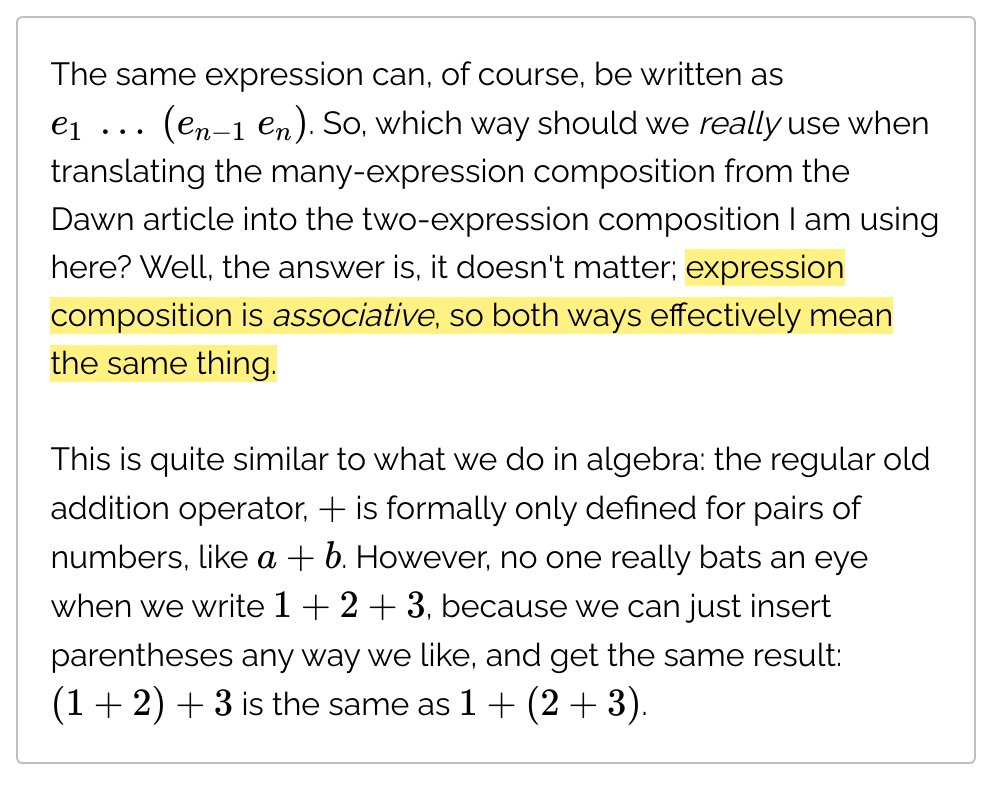 The same expression can, of course, be written as
e₁ … (eₙ₋₁ eₙ). So, which way should we really use when
translating the many-expression composition from the
Dawn article into the two-expression composition I am using
here? Well, the answer is, it doesn't matter; expression
composition is associative, so both ways effectively mean
the same thing.
This is quite similar to what we do in algebra: the regular old
addition operator, + is formally only defined for pairs of
numbers, like a + b. However, no one really bats an eye
when we write 1 + 2 + 3, because we can just insert
parentheses any way we like, and get the same result:
(1 + 2) + 3 is the same as 1 + (2 + 3).